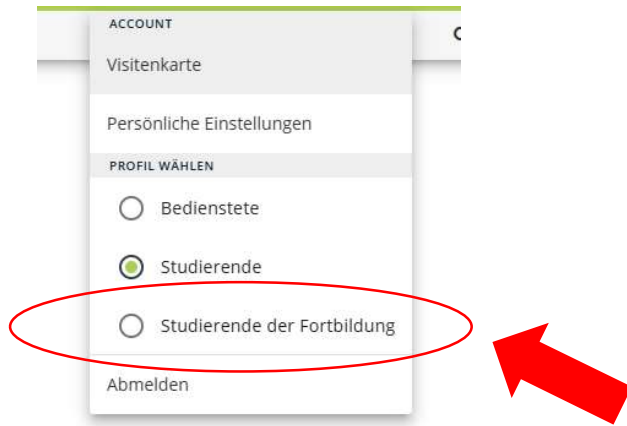 ACCOUNT
Visitenkarte
Persönliche Einstellungen
PROFIL WÄHLEN
Bedienstete
Studierende
Studierende der Fortbildung
Abmelden